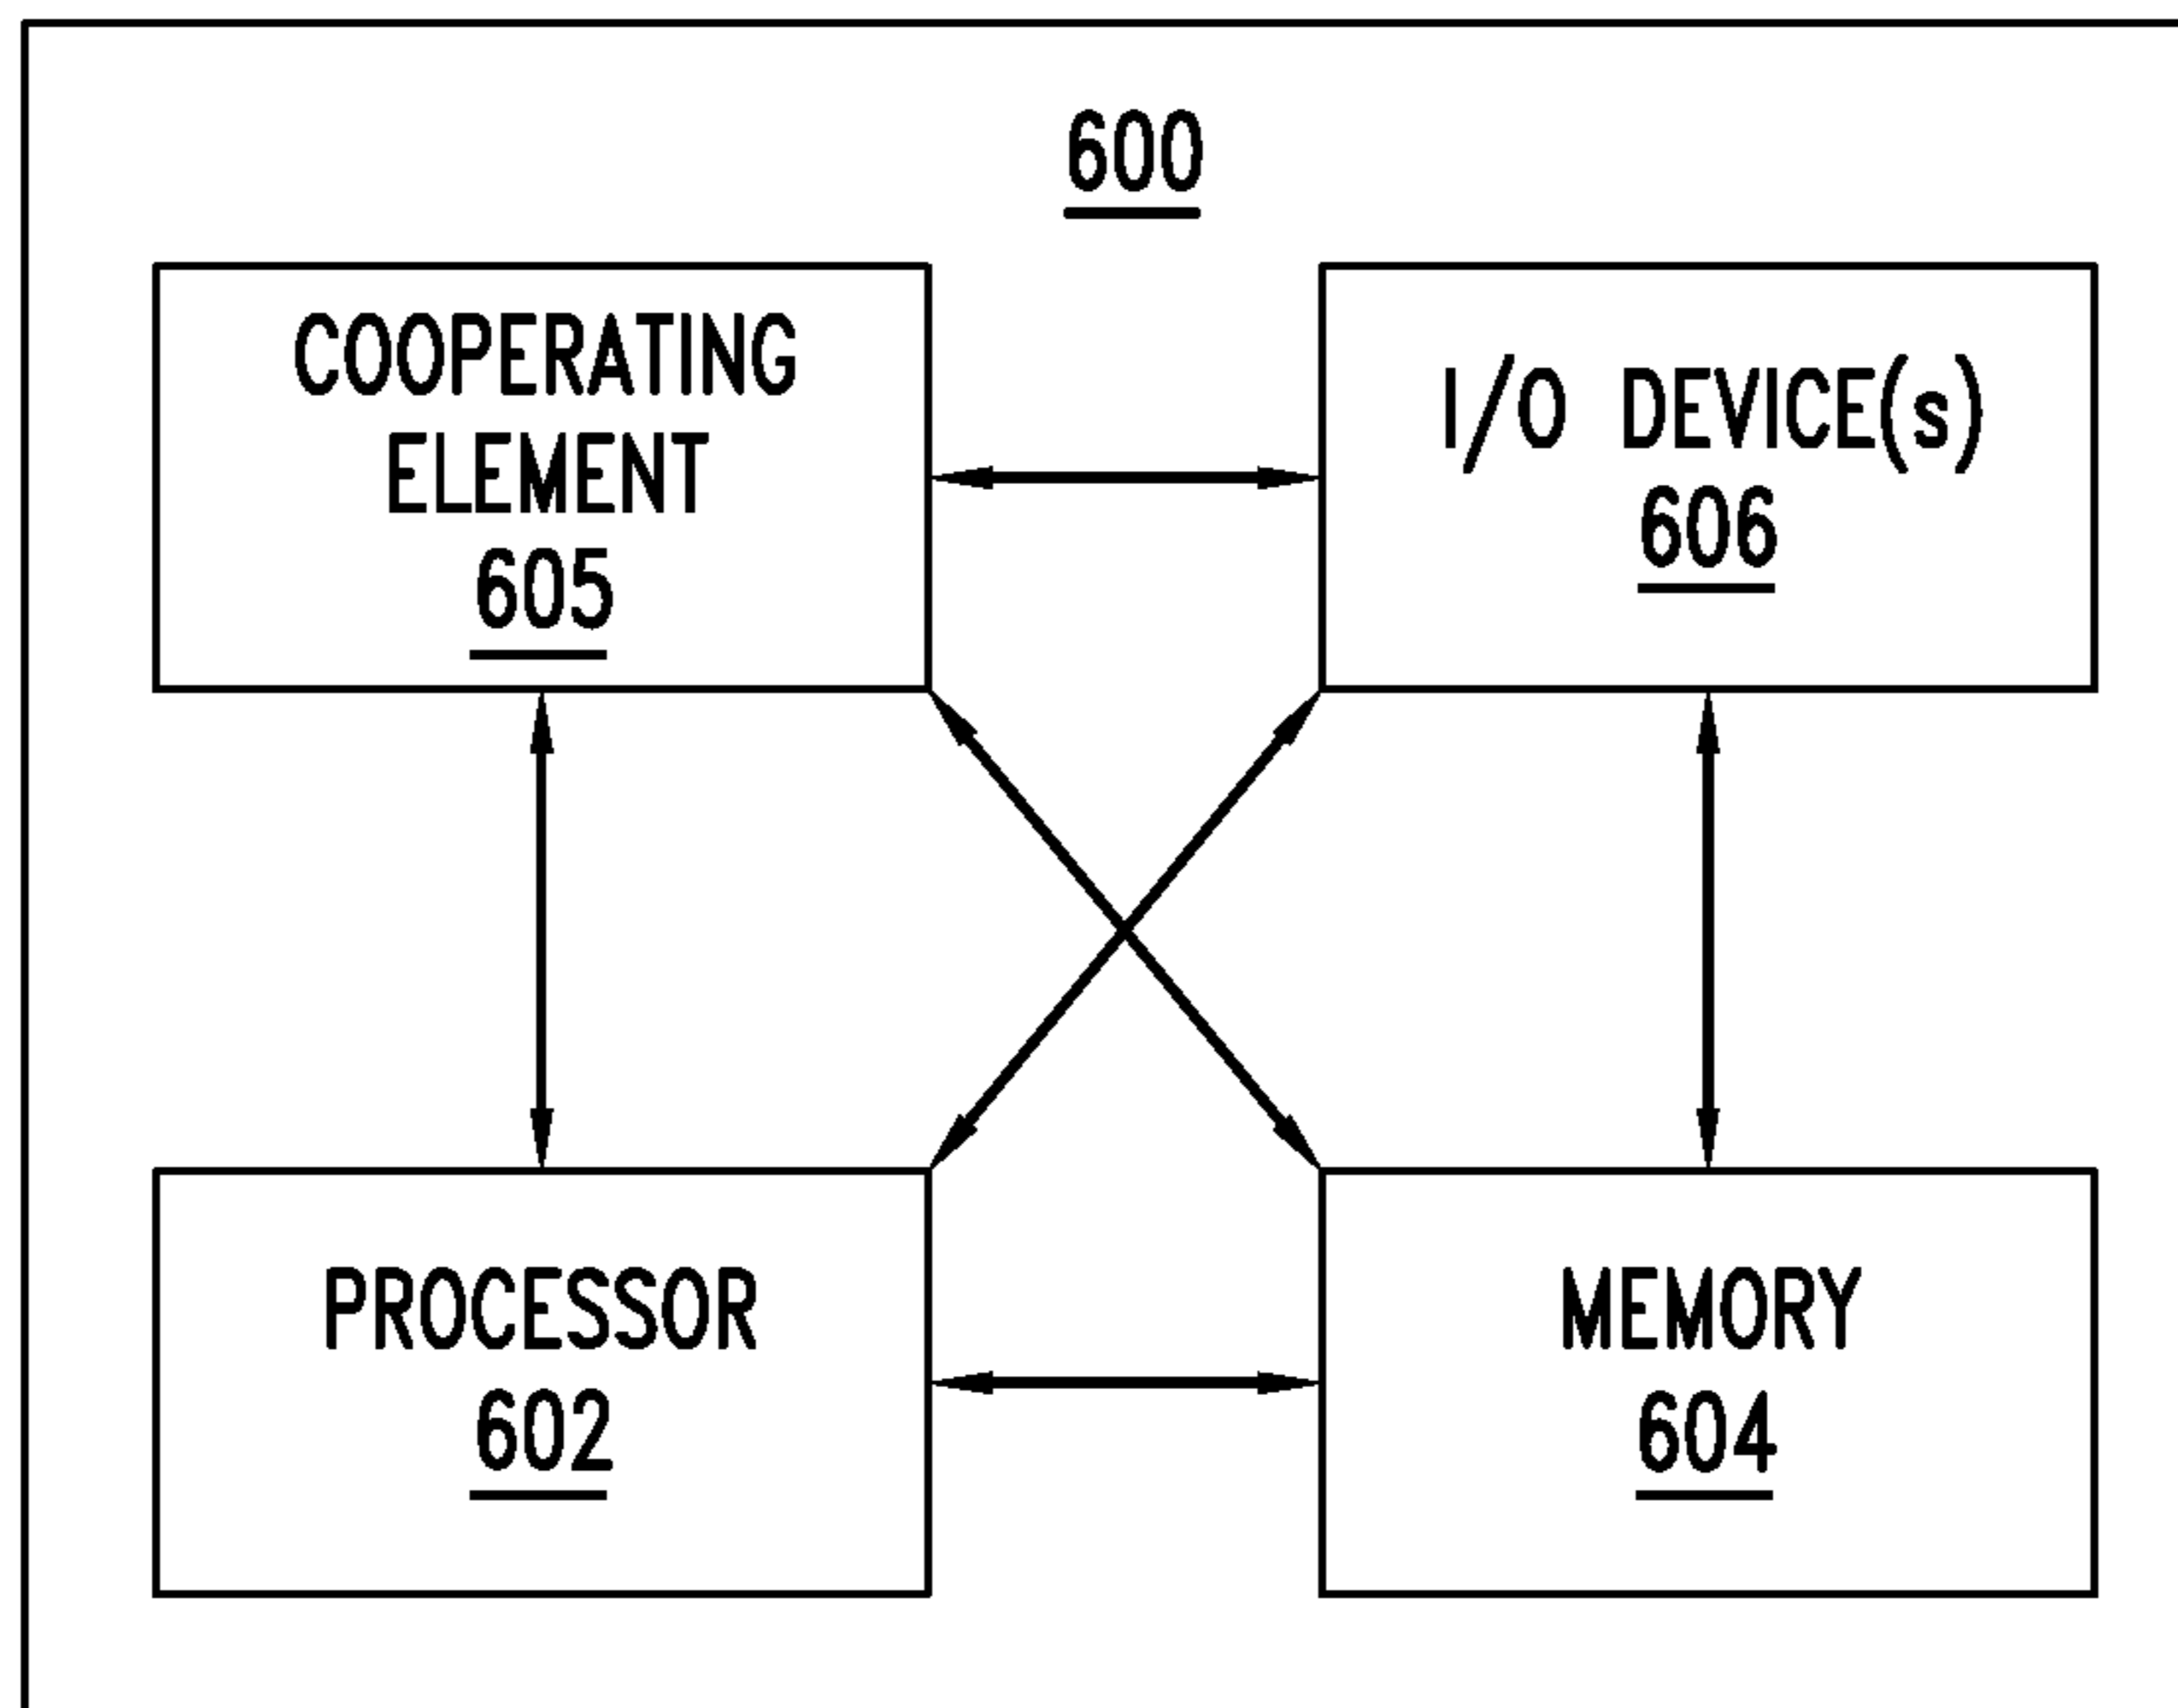 600
COOPERATING
ELEMENT
605
I/O DEVICE(s)
606
PROCESSOR
602
MEMORY
604